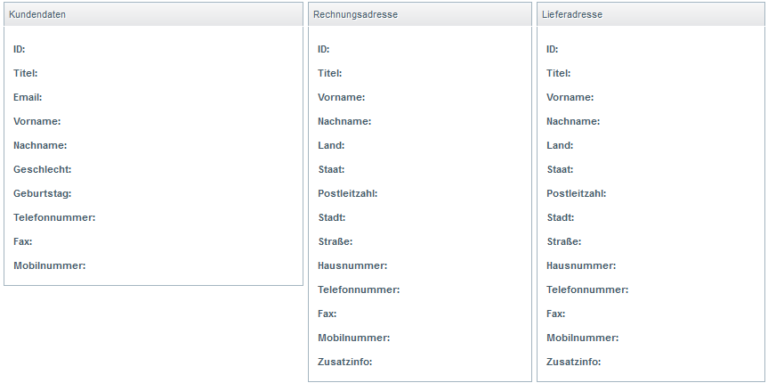 Kundendaten
ID:
Titel:
Email:
Vorname:
Nachname:
Geschlecht:
Geburtstag:
Telefonnummer:
Fax:
Mobilnummer:
Rechnungsadresse
ID:
Titel:
Vorname:
Nachname:
Land:
Staat:
Postleitzahl:
Stadt:
Straße:
Hausnummer:
Telefonnummer:
Fax:
Mobilnummer:
Zusatzinfo:
Lieferadresse
ID:
Titel:
Vorname:
Nachname:
Land:
Staat:
Postleitzahl:
Stadt:
Straße:
Hausnummer:
Telefonnummer:
Fax:
Mobilnummer:
Zusatzinfo: